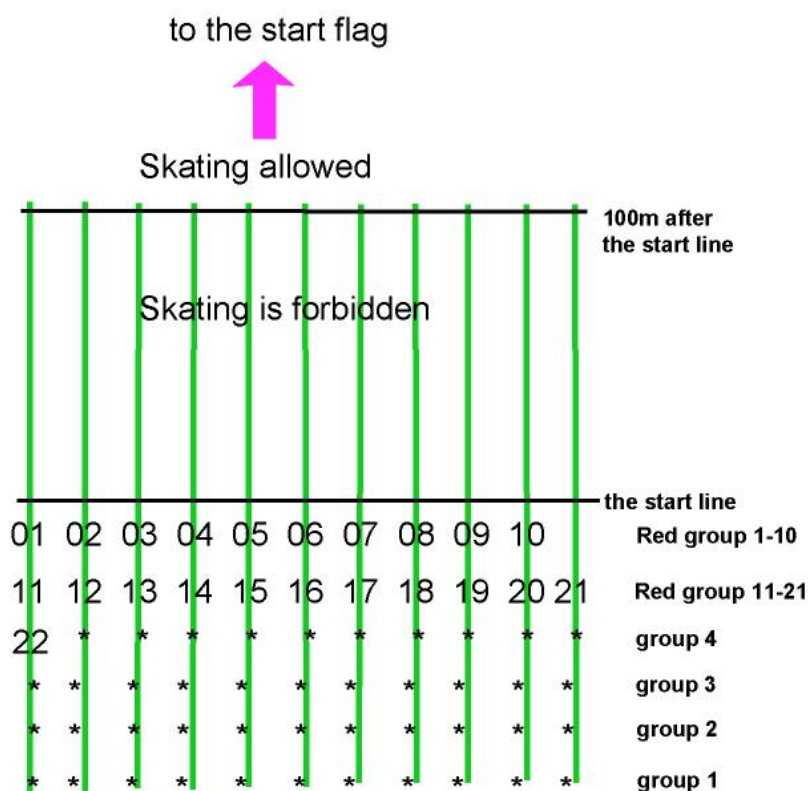 to the start flag
Skating allowed
100m after
the start line
Skating is forbidden
the start line
01 02 03 04 05 06 07 08 09 10 Red group 1-10
11 12 13 14 15 16 17 18 19 20 21 Red group 11-21
22 * * * * * * * * * * group 4
* * * * * * * * * * * group 3
* * * * * * * * * * * group 2
* * * * * * * * * * * group 1